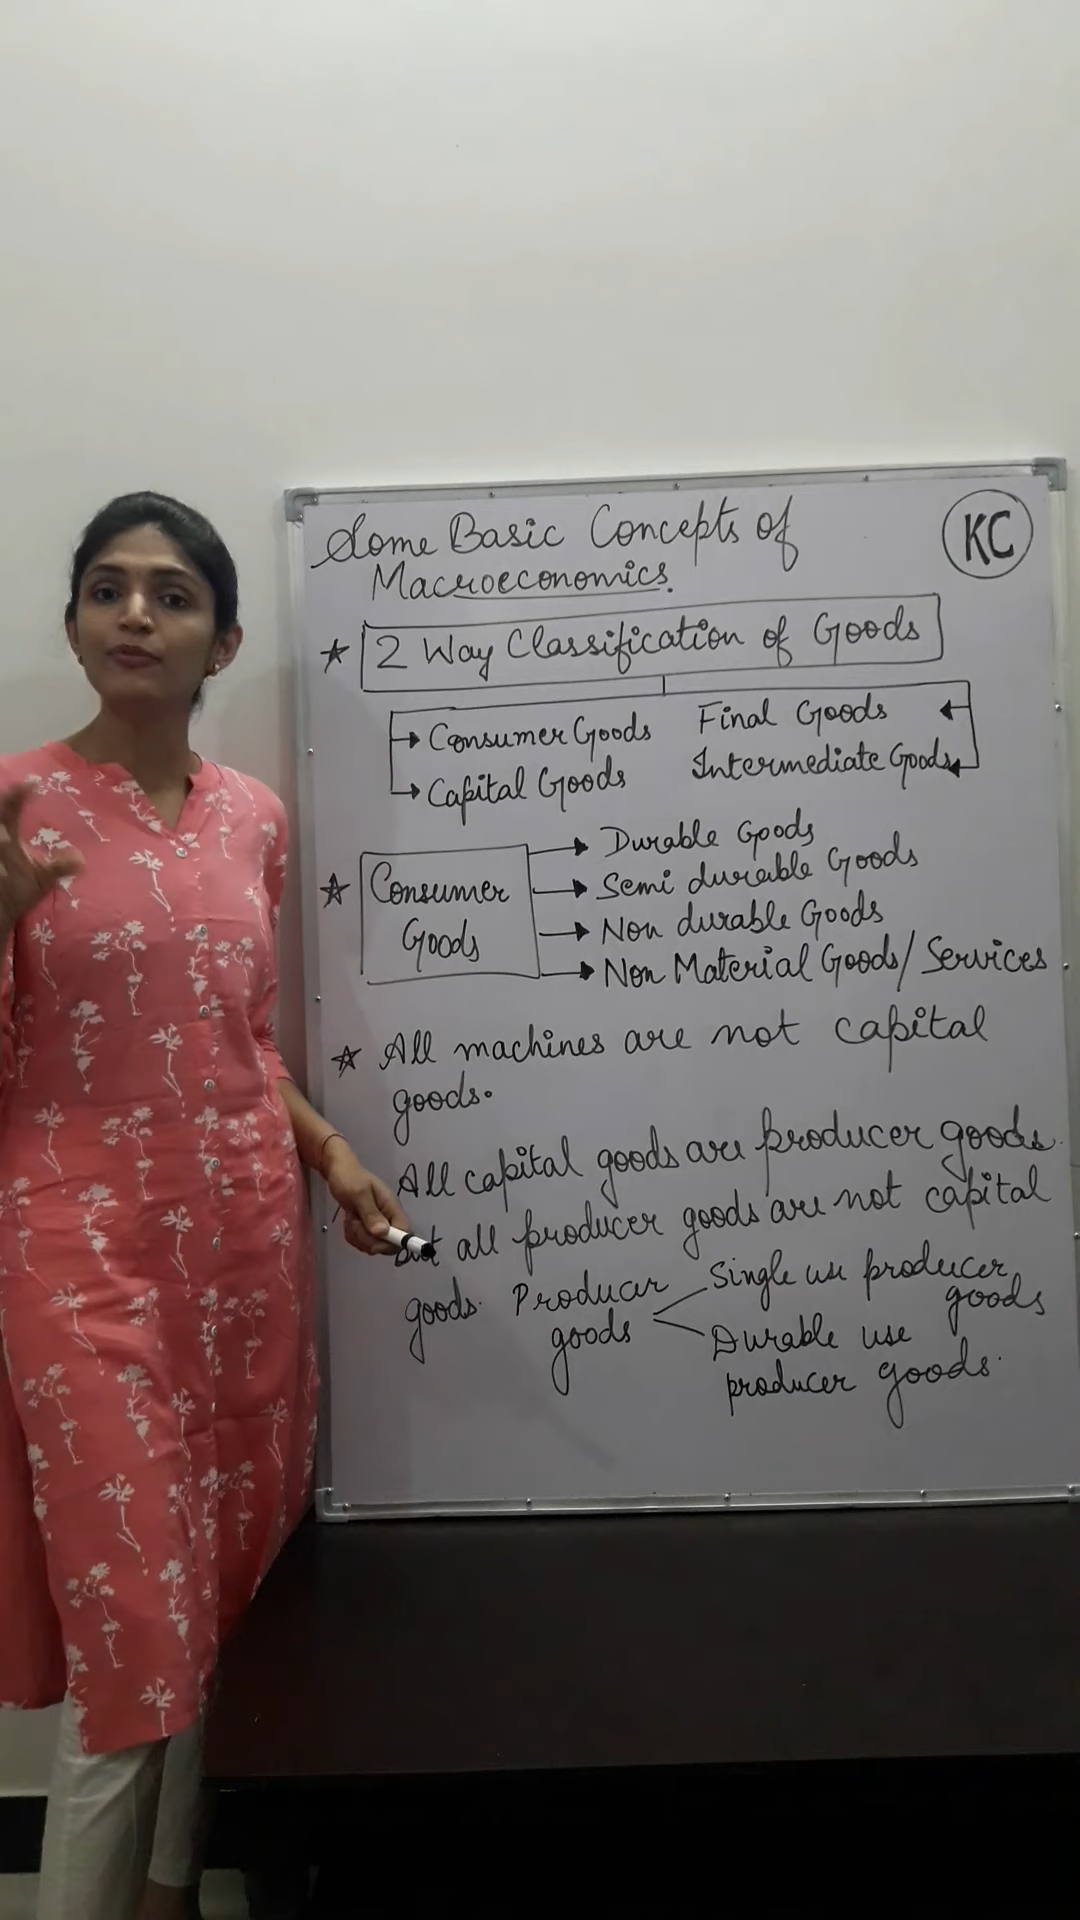 Some Basic Concepts of
Macroeconomics.
KC
2 Way Classification of Goods
Consumer Goods
Capital Goods
Final Goods
Intermediate Goods
Consumer
Goods
Durable Goods
Semi durable Goods
Non durable Goods
Non Material Goods/Services
All machines are not capital
goods.
All capital goods are producer goods
but all producer goods are not capital
goods.
Producer
goods
Single use producer
goods
Durable use
producer goods.